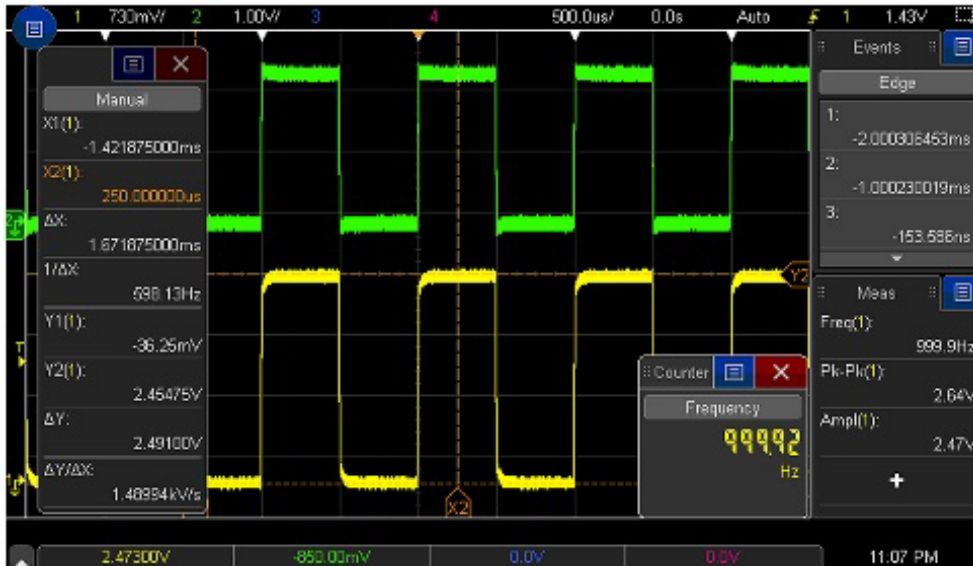 1 730mV/ 2 1.00V/ 3 4 500.0us/ 0.0s Auto 1 1.43V
Manual
X1(1):
-1.421875000ms
X2(1):
250.000000us
ΔX:
1.671875000ms
1/ΔX:
598.13Hz
Y1(1):
-36.25mV
Y2(1):
2.45475V
ΔY:
2.49100V
ΔY/ΔX:
1.48994kV/s
Y2
X2
Counter
Frequency
999.92
Hz
Events
Edge
1:
-2.000306453ms
2:
-1.000230019ms
3:
-153.586ns
Meas
Freq(1):
999.9Hz
Pk-Pk(1):
2.64V
Ampl(1):
2.47V
+
2.47300V -850.00mV 0.0V 0.0V 11:07 PM